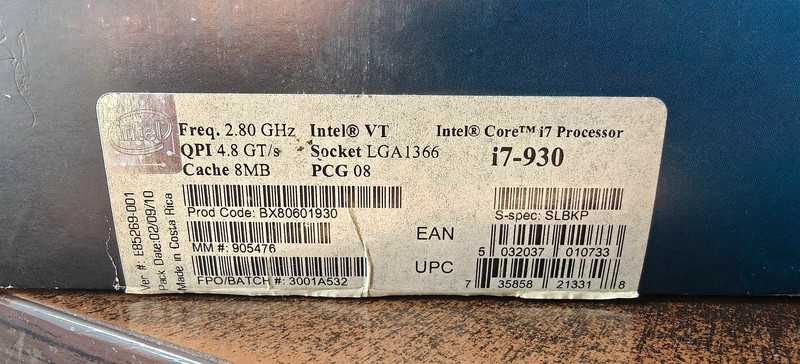 intel
Freq. 2.80 GHz Intel® VT Intel® Core™ i7 Processor
QPI 4.8 GT/s Socket LGA1366 i7-930
Cache 8MB PCG 08
Prod Code: BX80601930
S-spec: SLBKP
MM #: 905476
EAN
5 032037 010733
UPC
7 35858 21331 8
FPO/BATCH #: 3001A532
Ver #: E85269-001
Pack Date:02/09/10
Made in Costa Rica